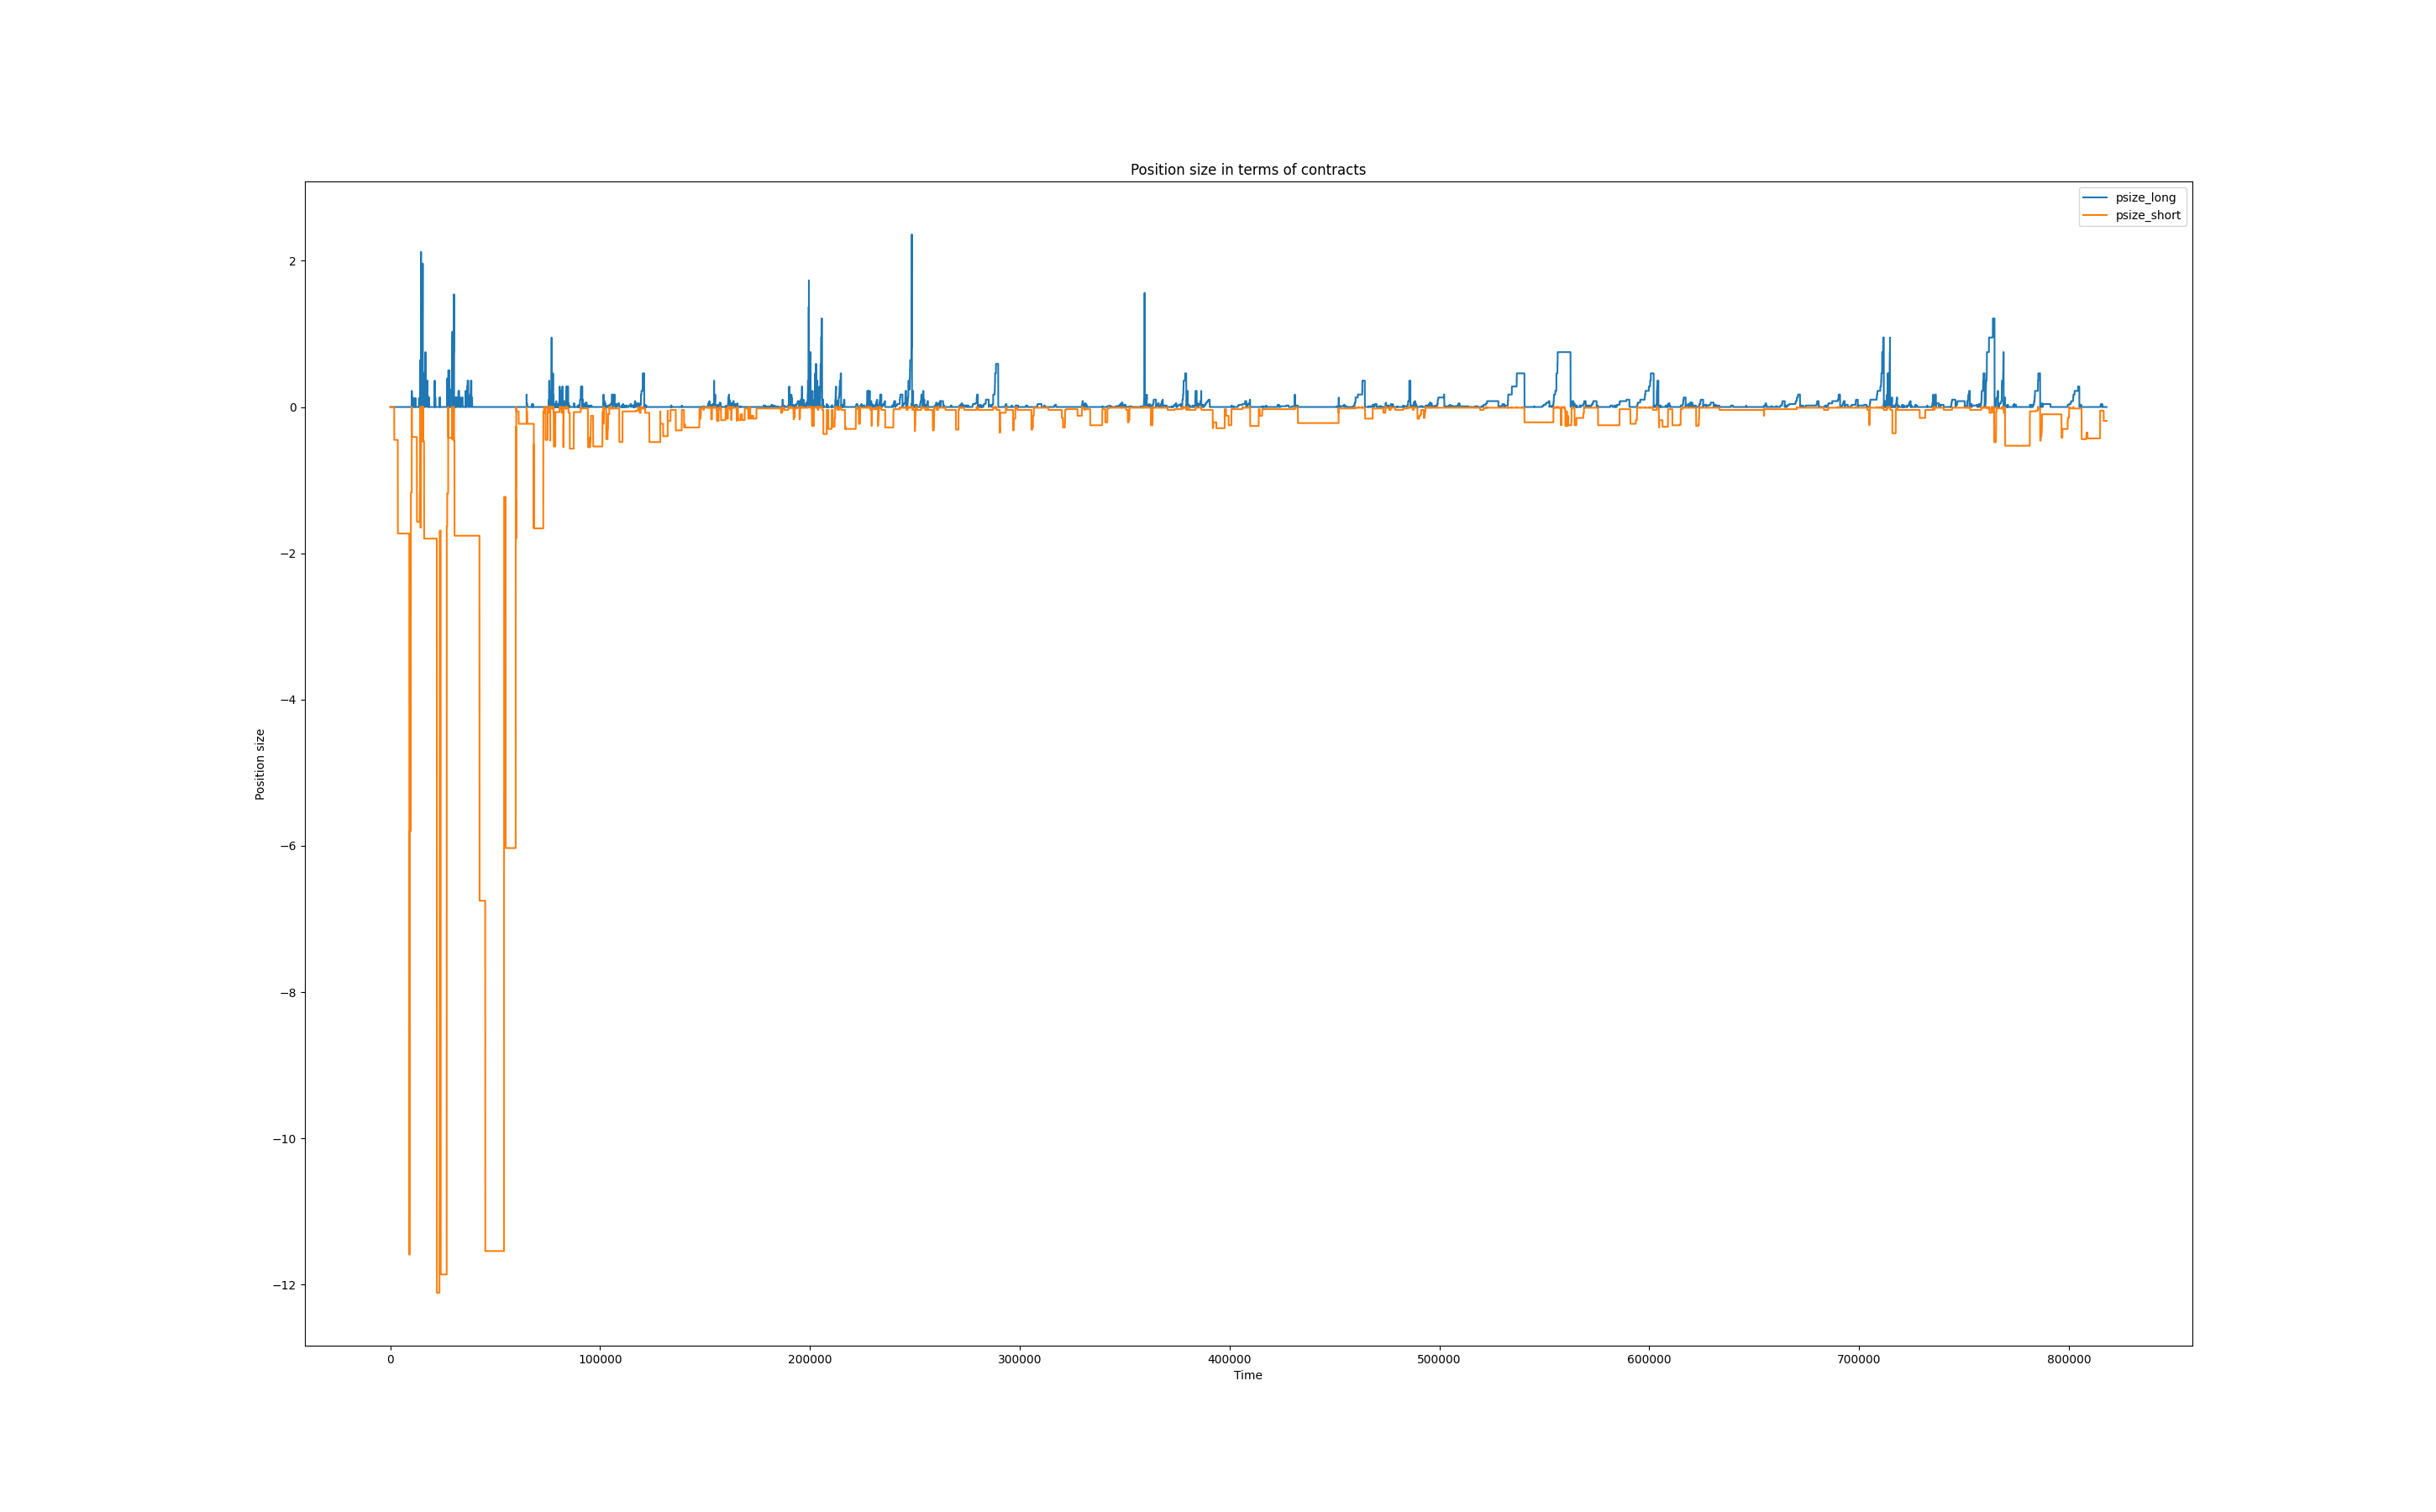 Position size in terms of contracts
psize_long
psize_short
2
0
−2
−4
−6
−8
−10
−12
Position size
0 100000 200000 300000 400000 500000 600000 700000 800000
Time